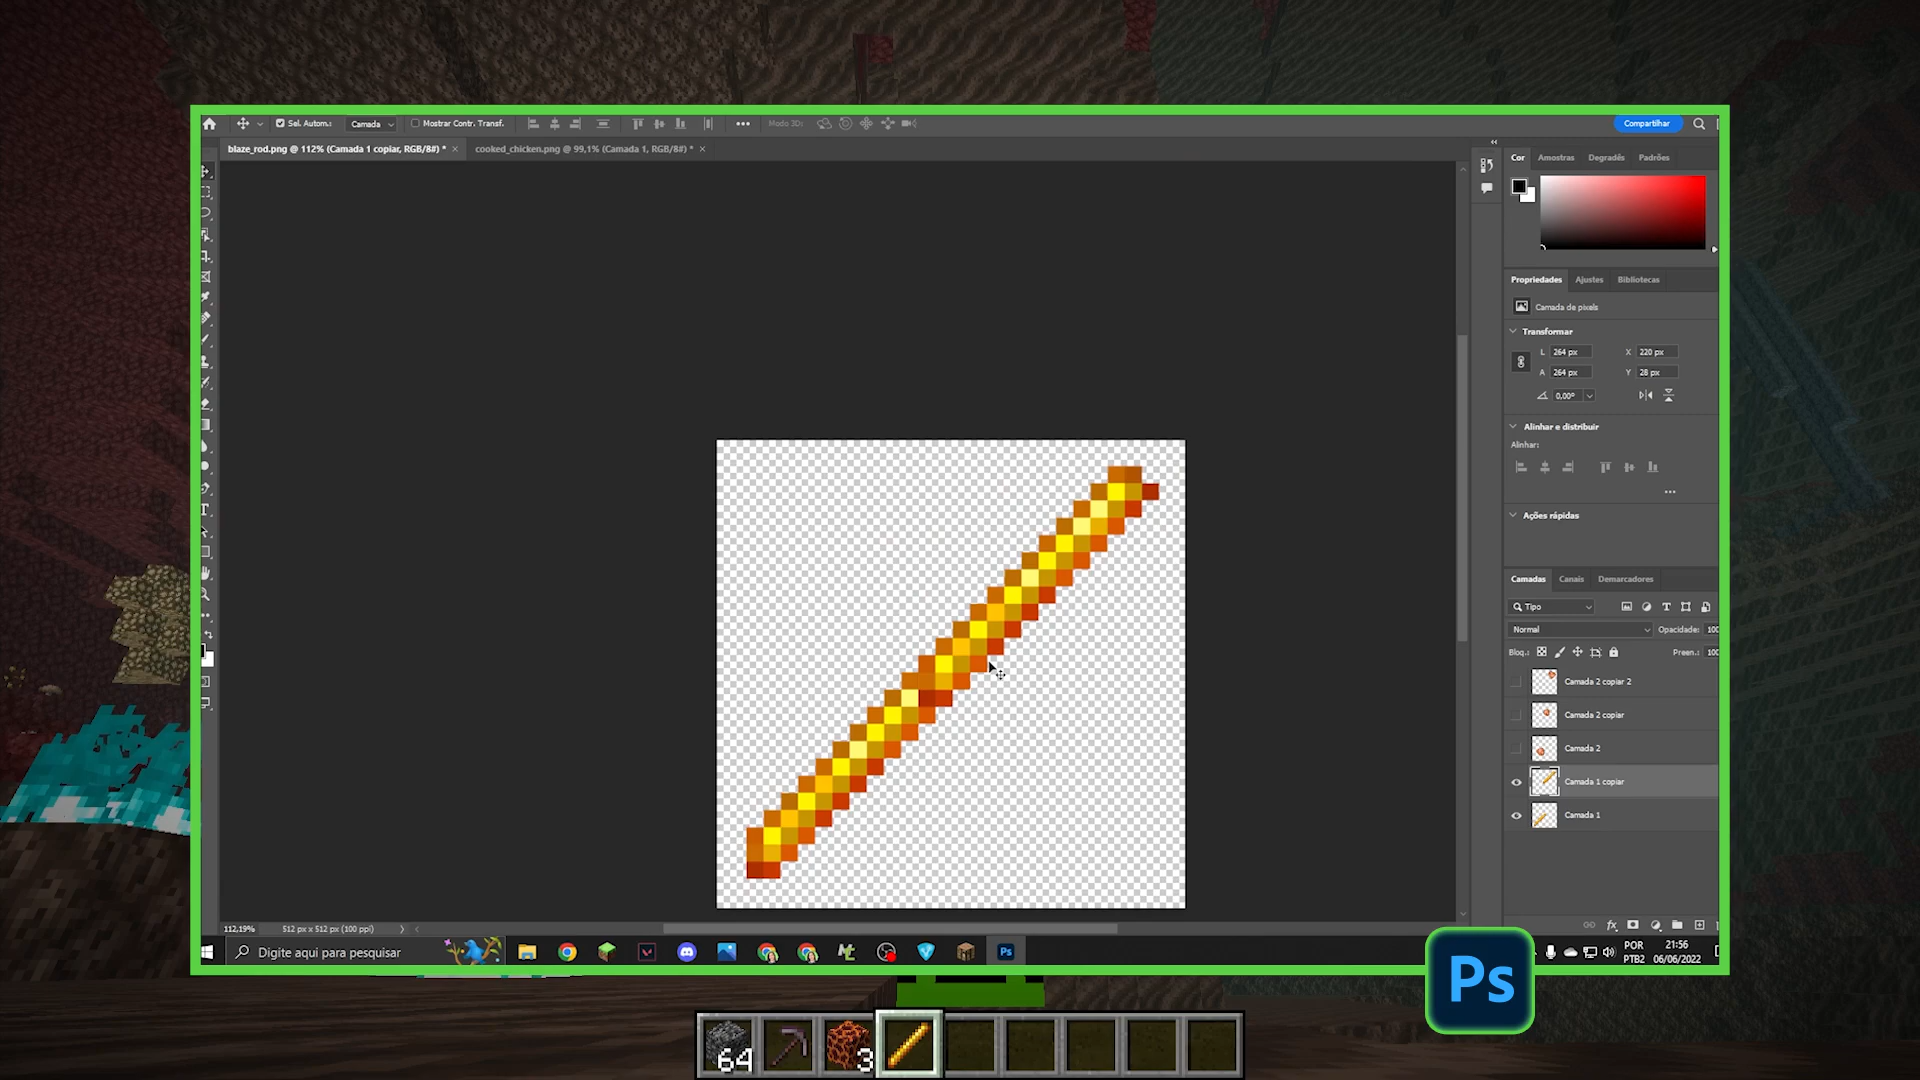 Sel. Autom.: Camada Mostrar Contr. Transf. ••• Modo 3D: Compartilhar
blaze_rod.png @ 112% (Camada 1 copiar, RGB/8#) * × cooked_chicken.png @ 99,1% (Camada 1, RGB/8#) * ×
Cor Amostras Degradês Padrões
Propriedades Ajustes Bibliotecas
Camada de pixels
Transformar
L 264 px X 220 px
A 264 px Y 28 px
0,00°
Alinhar e distribuir
Alinhar:
•••
Ações rápidas
Camadas Canais Demarcadores
Tipo
Normal Opacidade: 100
Bloq.: Preen.: 100
Camada 2 copiar 2
Camada 2 copiar
Camada 2
Camada 1 copiar
Camada 1
112,19% 512 px x 512 px (100 ppi)
Digite aqui para pesquisar
Ps
POR 21:56
PTB2 06/06/2022
Ps
64
3